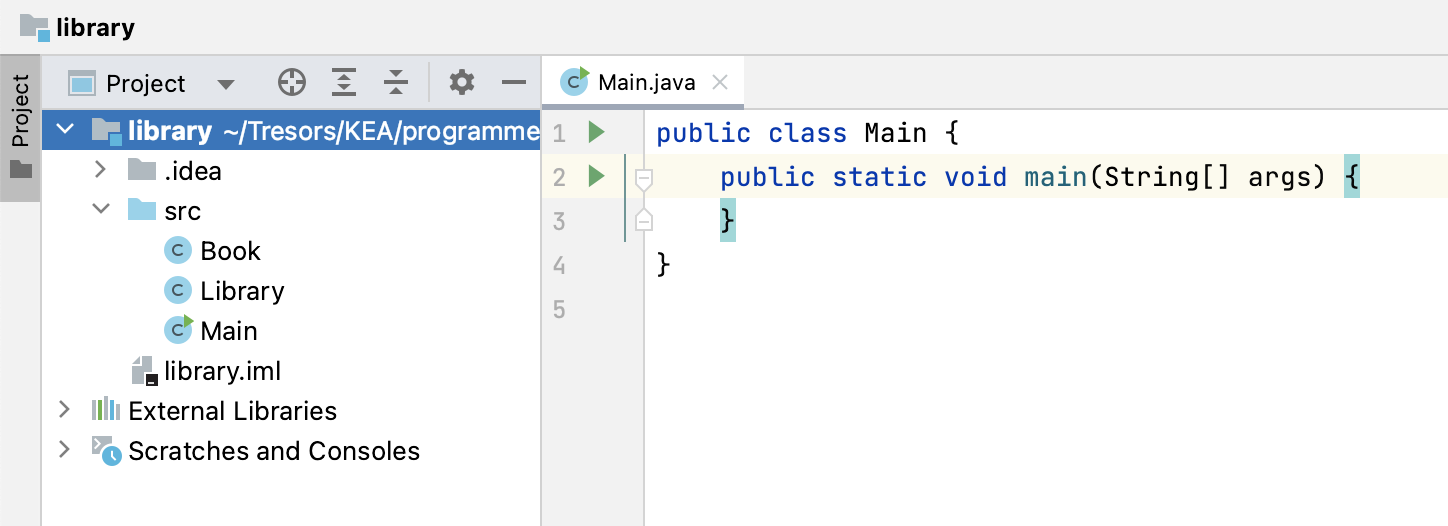 library
Project
Project
library ~/Tresors/KEA/programme
.idea
src
Book
Library
Main
library.iml
External Libraries
Scratches and Consoles
Main.java
1 public class Main {
2 public static void main(String[] args) {
3 }
4 }
5